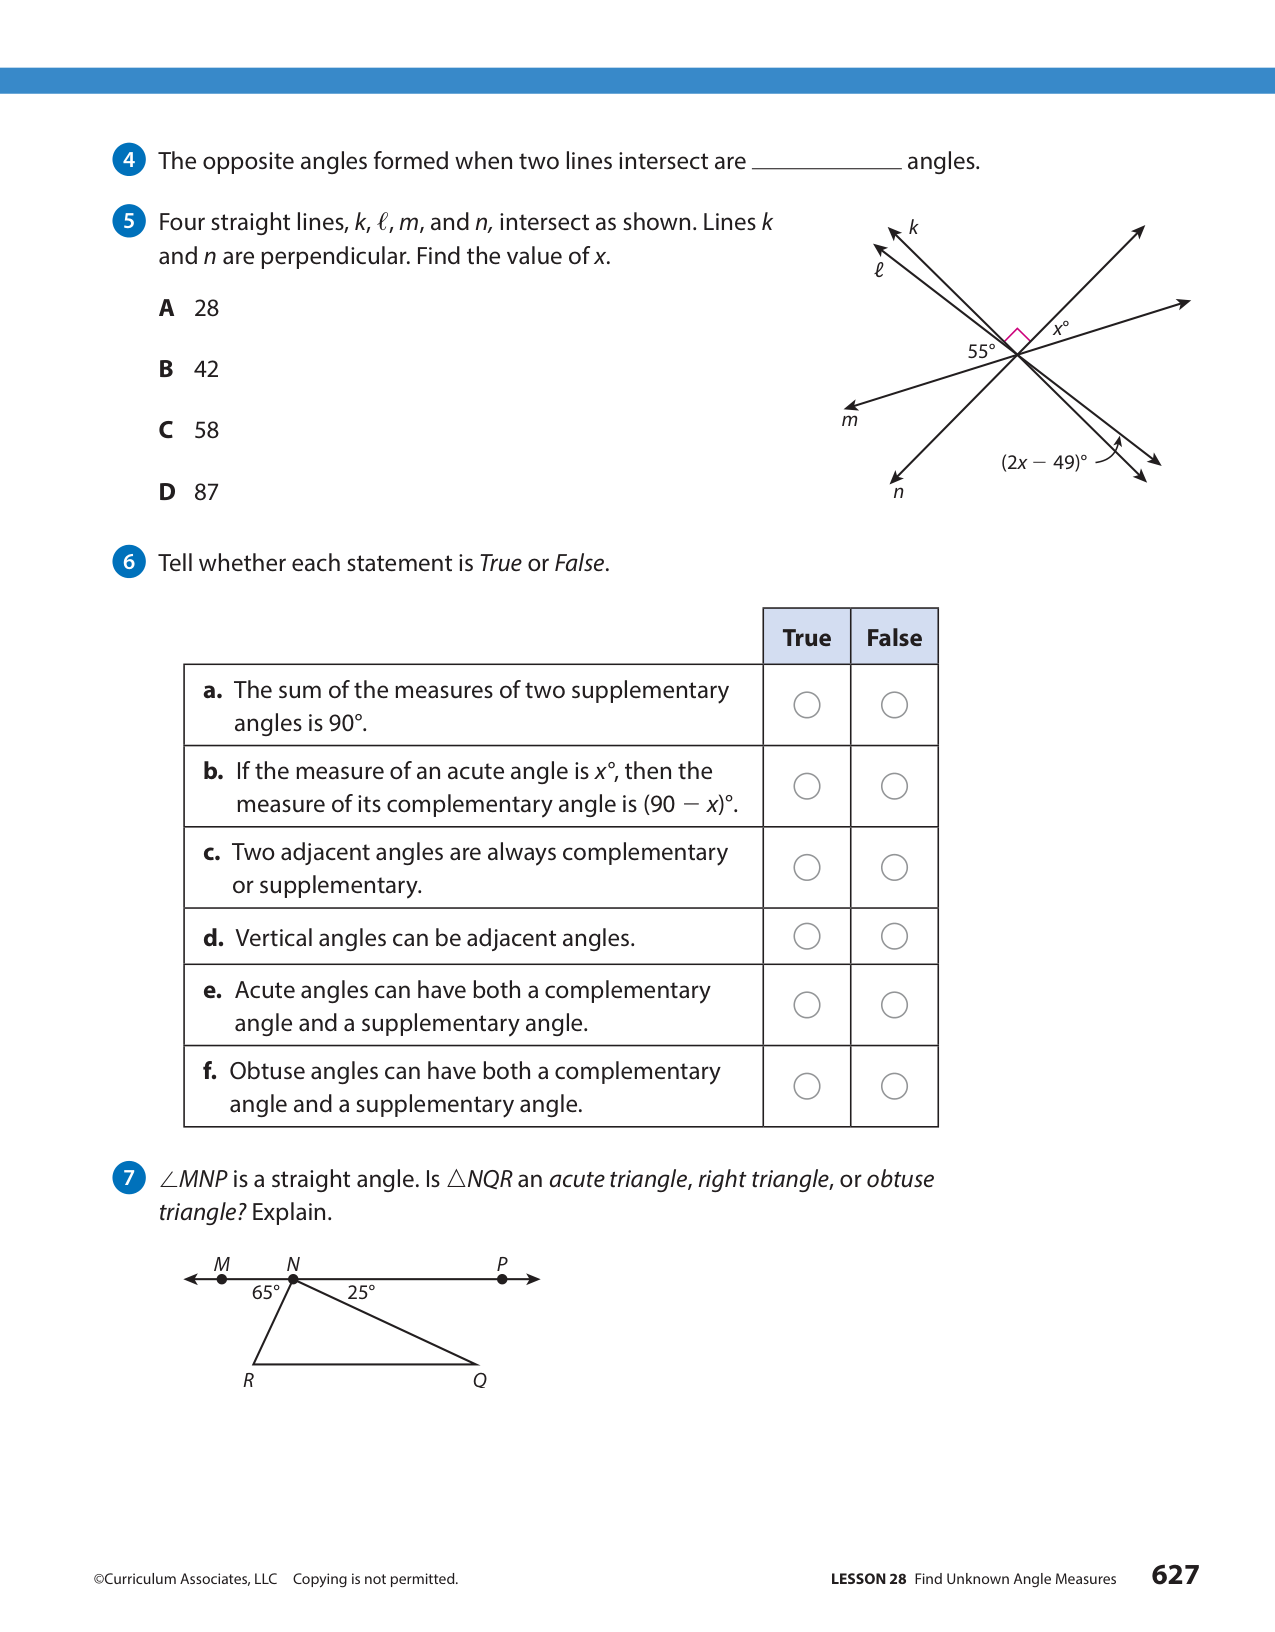 4 The opposite angles formed when two lines intersect are ____________ angles.
5 Four straight lines, k, ℓ, m, and n, intersect as shown. Lines k
and n are perpendicular. Find the value of x.
A 28
B 42
C 58
D 87
k
ℓ
x°
55°
m
(2x − 49)°
n
6 Tell whether each statement is True or False.
True False
a. The sum of the measures of two supplementary
angles is 90°.
b. If the measure of an acute angle is x°, then the
measure of its complementary angle is (90 − x)°.
c. Two adjacent angles are always complementary
or supplementary.
d. Vertical angles can be adjacent angles.
e. Acute angles can have both a complementary
angle and a supplementary angle.
f. Obtuse angles can have both a complementary
angle and a supplementary angle.
7 ∠MNP is a straight angle. Is △NQR an acute triangle, right triangle, or obtuse
triangle? Explain.
M N P
65° 25°
R Q
©Curriculum Associates, LLC Copying is not permitted.
LESSON 28 Find Unknown Angle Measures 627